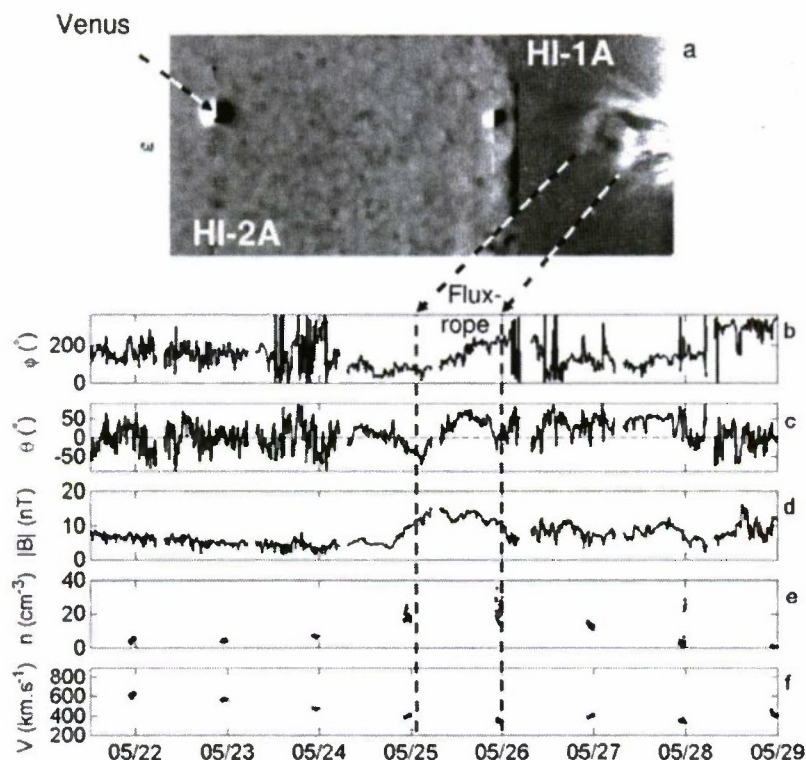 Venus
HI-1A
a
ε
HI-2A
Flux-
rope
φ (°)
200
0
b
θ (°)
50
0
-50
c
|B| (nT)
20
10
0
d
n (cm⁻³)
40
20
0
e
V (km.s⁻¹)
800
600
400
200
f
05/22 05/23 05/24 05/25 05/26 05/27 05/28 05/29